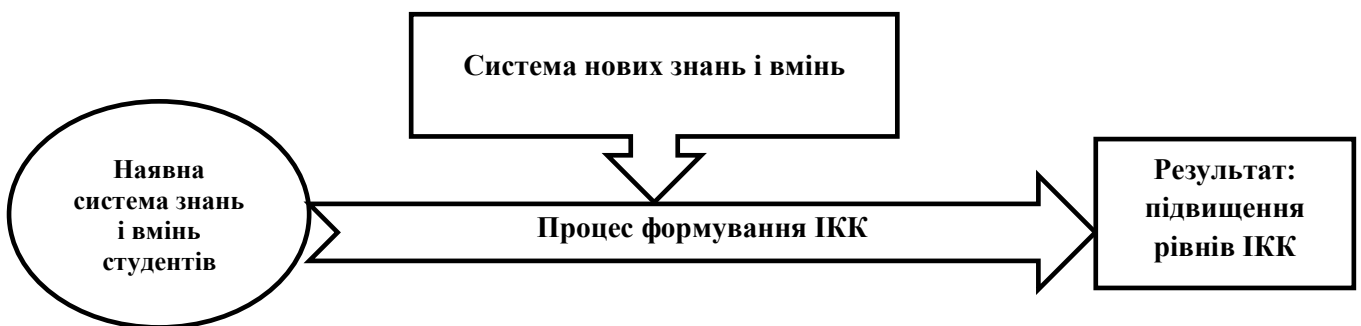 Система нових знань і вмінь
Наявна
система знань
і вмінь
студентів
Процес формування ІКК
Результат:
підвищення
рівнів ІКК